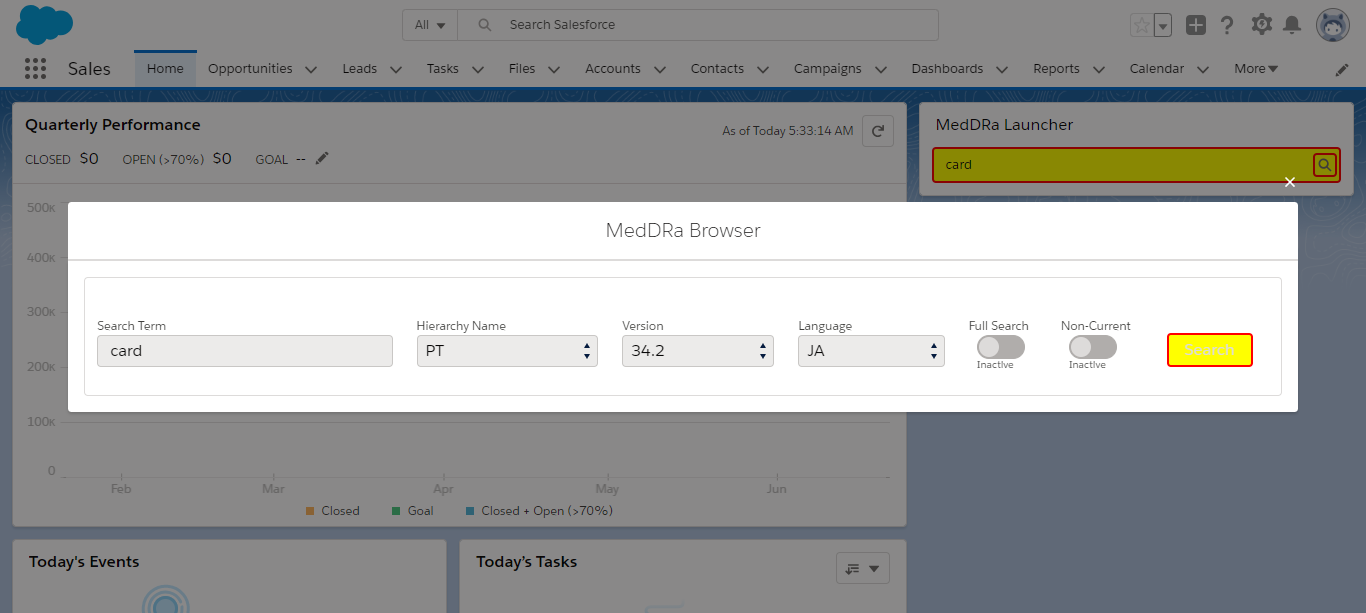 All
Search Salesforce
Sales
Home
Opportunities
Leads
Tasks
Files
Accounts
Contacts
Campaigns
Dashboards
Reports
Calendar
More
Quarterly Performance
As of Today 5:33:14 AM
CLOSED $0 OPEN (>70%) $0 GOAL --
MedDRa Launcher
card
500K
400K
300K
200K
100K
0
MedDRa Browser
Search Term
card
Hierarchy Name
PT
Version
34.2
Language
JA
Full Search
Inactive
Non-Current
Inactive
Search
Feb Mar Apr May Jun
Closed Goal Closed + Open (>70%)
Today's Events
Today's Tasks